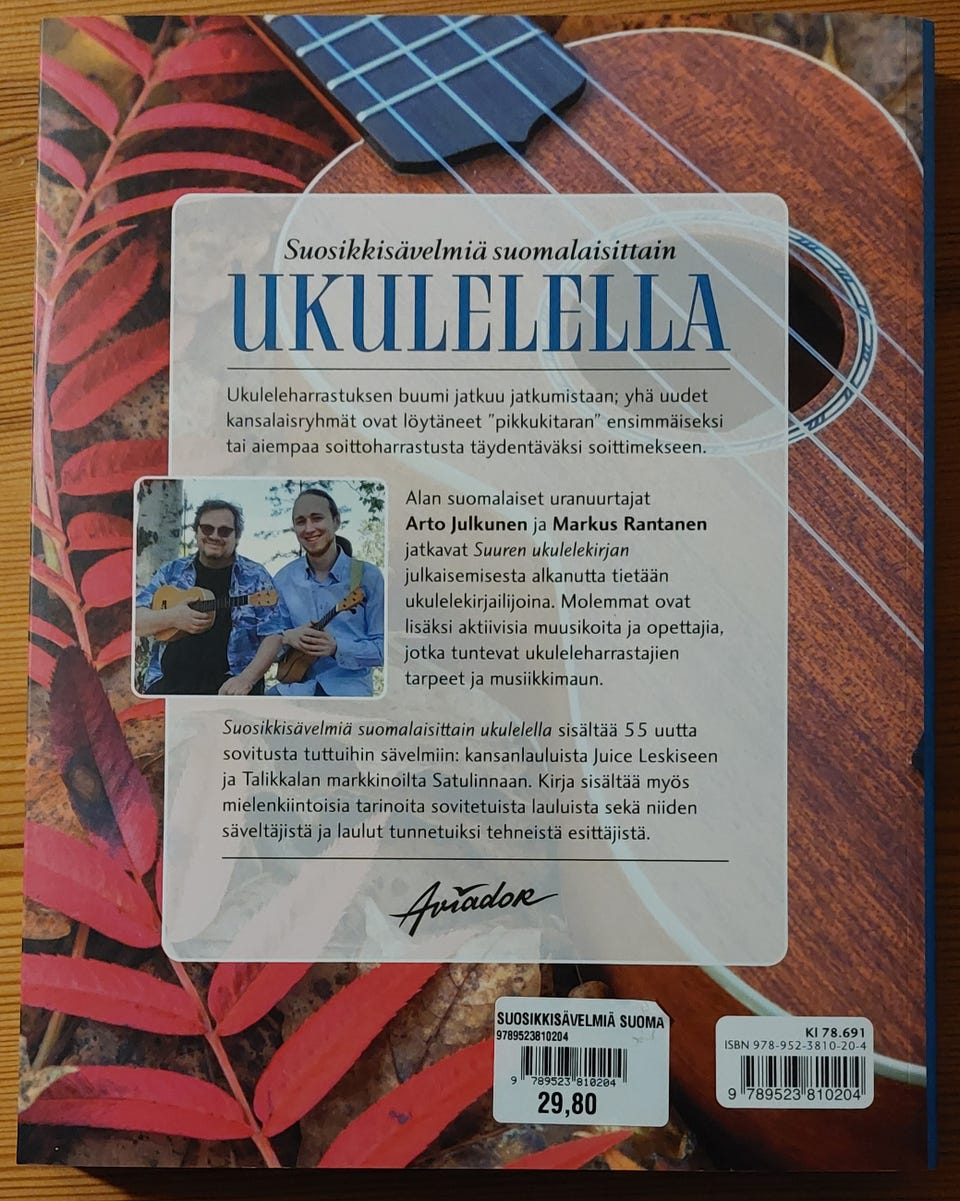 Suosikkisävelmiä suomalaisittain
UKULELELLA
Ukuleleharrastuksen buumi jatkuu jatkumistaan; yhä uudet
kansalaisryhmät ovat löytäneet ”pikkukitaran” ensimmäiseksi
tai aiempaa soittoharrastusta täydentäväksi soittimekseen.
Alan suomalaiset uranuurtajat
Arto Julkunen ja Markus Rantanen
jatkavat Suuren ukulelekirjan
julkaisemisesta alkanutta tietään
ukulelekirjailijoina. Molemmat ovat
lisäksi aktiivisia muusikoita ja opettajia,
jotka tuntevat ukuleleharrastajien
tarpeet ja musiikkimaun.
Suosikkisävelmiä suomalaisittain ukulelella sisältää 55 uutta
sovitusta tuttuihin sävelmiin: kansanlauluista Juice Leskiseen
ja Talikkalan markkinoilta Satulinnaan. Kirja sisältää myös
mielenkiintoisia tarinoita sovitetuista lauluista sekä niiden
säveltäjistä ja laulut tunnetuiksi tehneistä esittäjistä.
Aviador
SUOSIKKISÄVELMIÄ SUOMA
9789523810204
9 789523 810204
29,80
KI 78.691
ISBN 978-952-3810-20-4
9 789523 810204